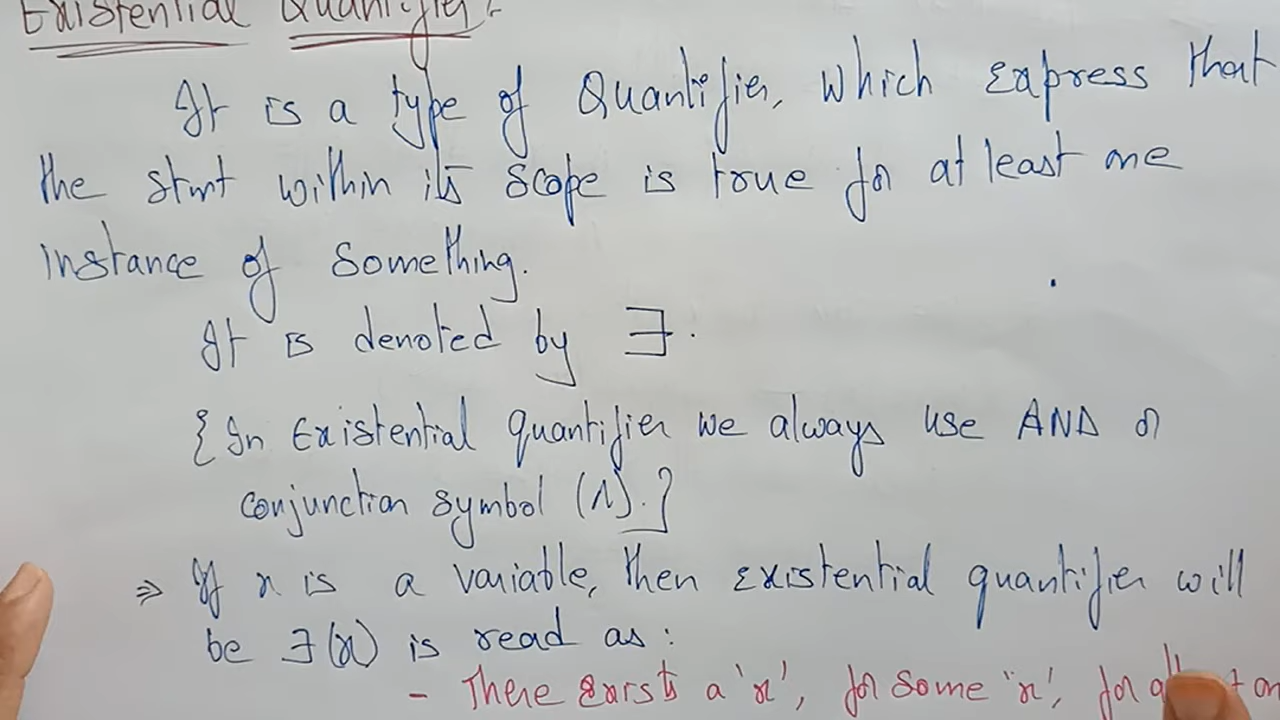 Existential Quantifier:
It is a type of Quantifier, which express that
the stmt within its scope is true for at least one
instance of something.
It is denoted by ∃.
{In Existential quantifier we always use AND or
conjunction symbol (∧).}
⇒ If x is a variable, then existential quantifier will
be ∃(x) is read as:
- There exists a 'x', for some 'x', for